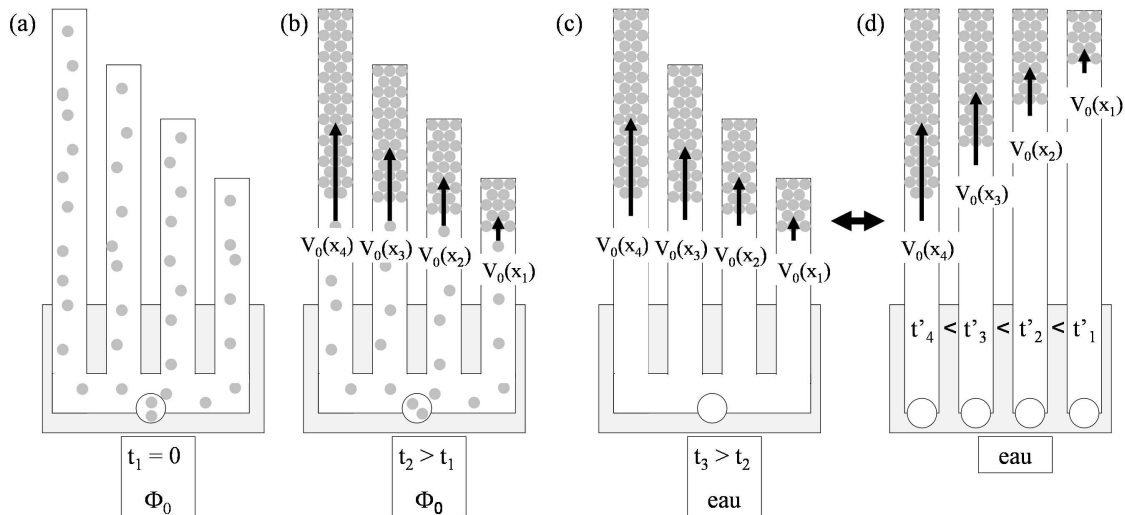 (a)
(b)
(c)
(d)
V₀(x₄)
V₀(x₃)
V₀(x₂)
V₀(x₁)
V₀(x₄)
V₀(x₃)
V₀(x₂)
V₀(x₁)
V₀(x₁)
V₀(x₂)
V₀(x₃)
V₀(x₄)
t'₄ < t'₃ < t'₂ < t'₁
t₁ = 0
Φ₀
t₂ > t₁
Φ₀
t₃ > t₂
eau
eau